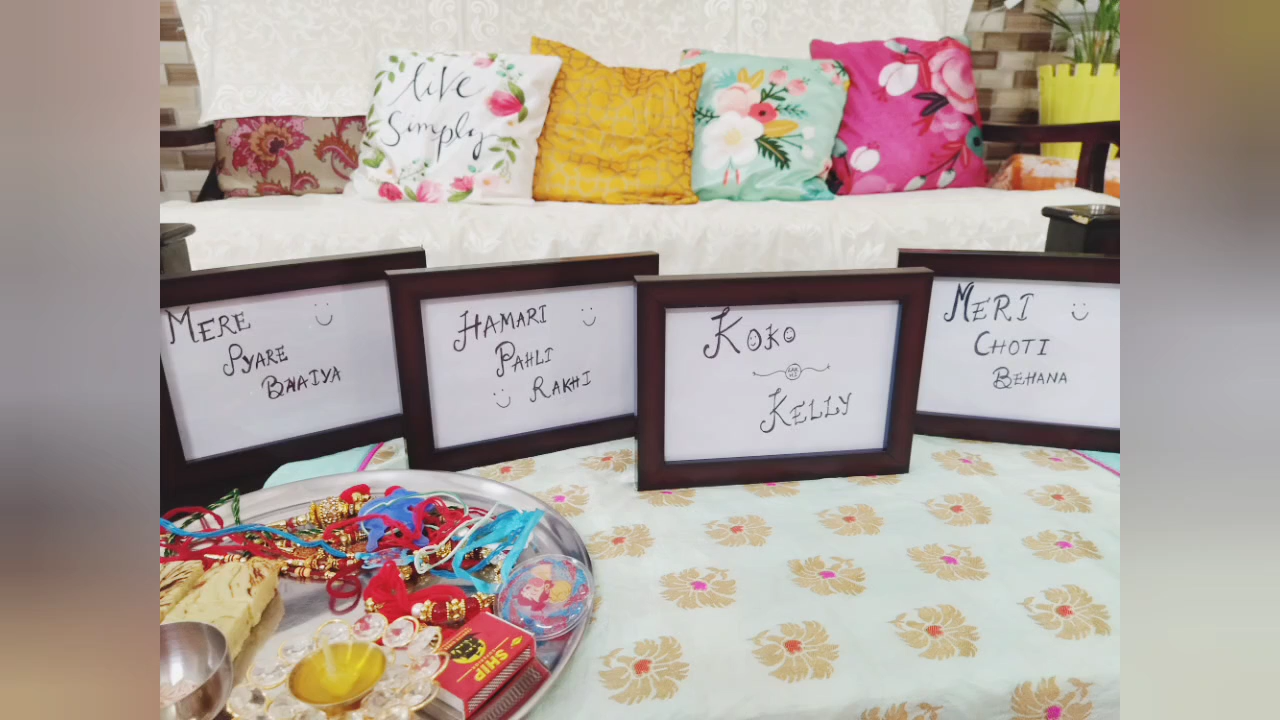 live
Simply
MERE
PYARE
BHAIYA
HAMARI
PAHLI
RAKHI
KOKO
KELLY
MERI
CHOTI
BEHANA
SHIP